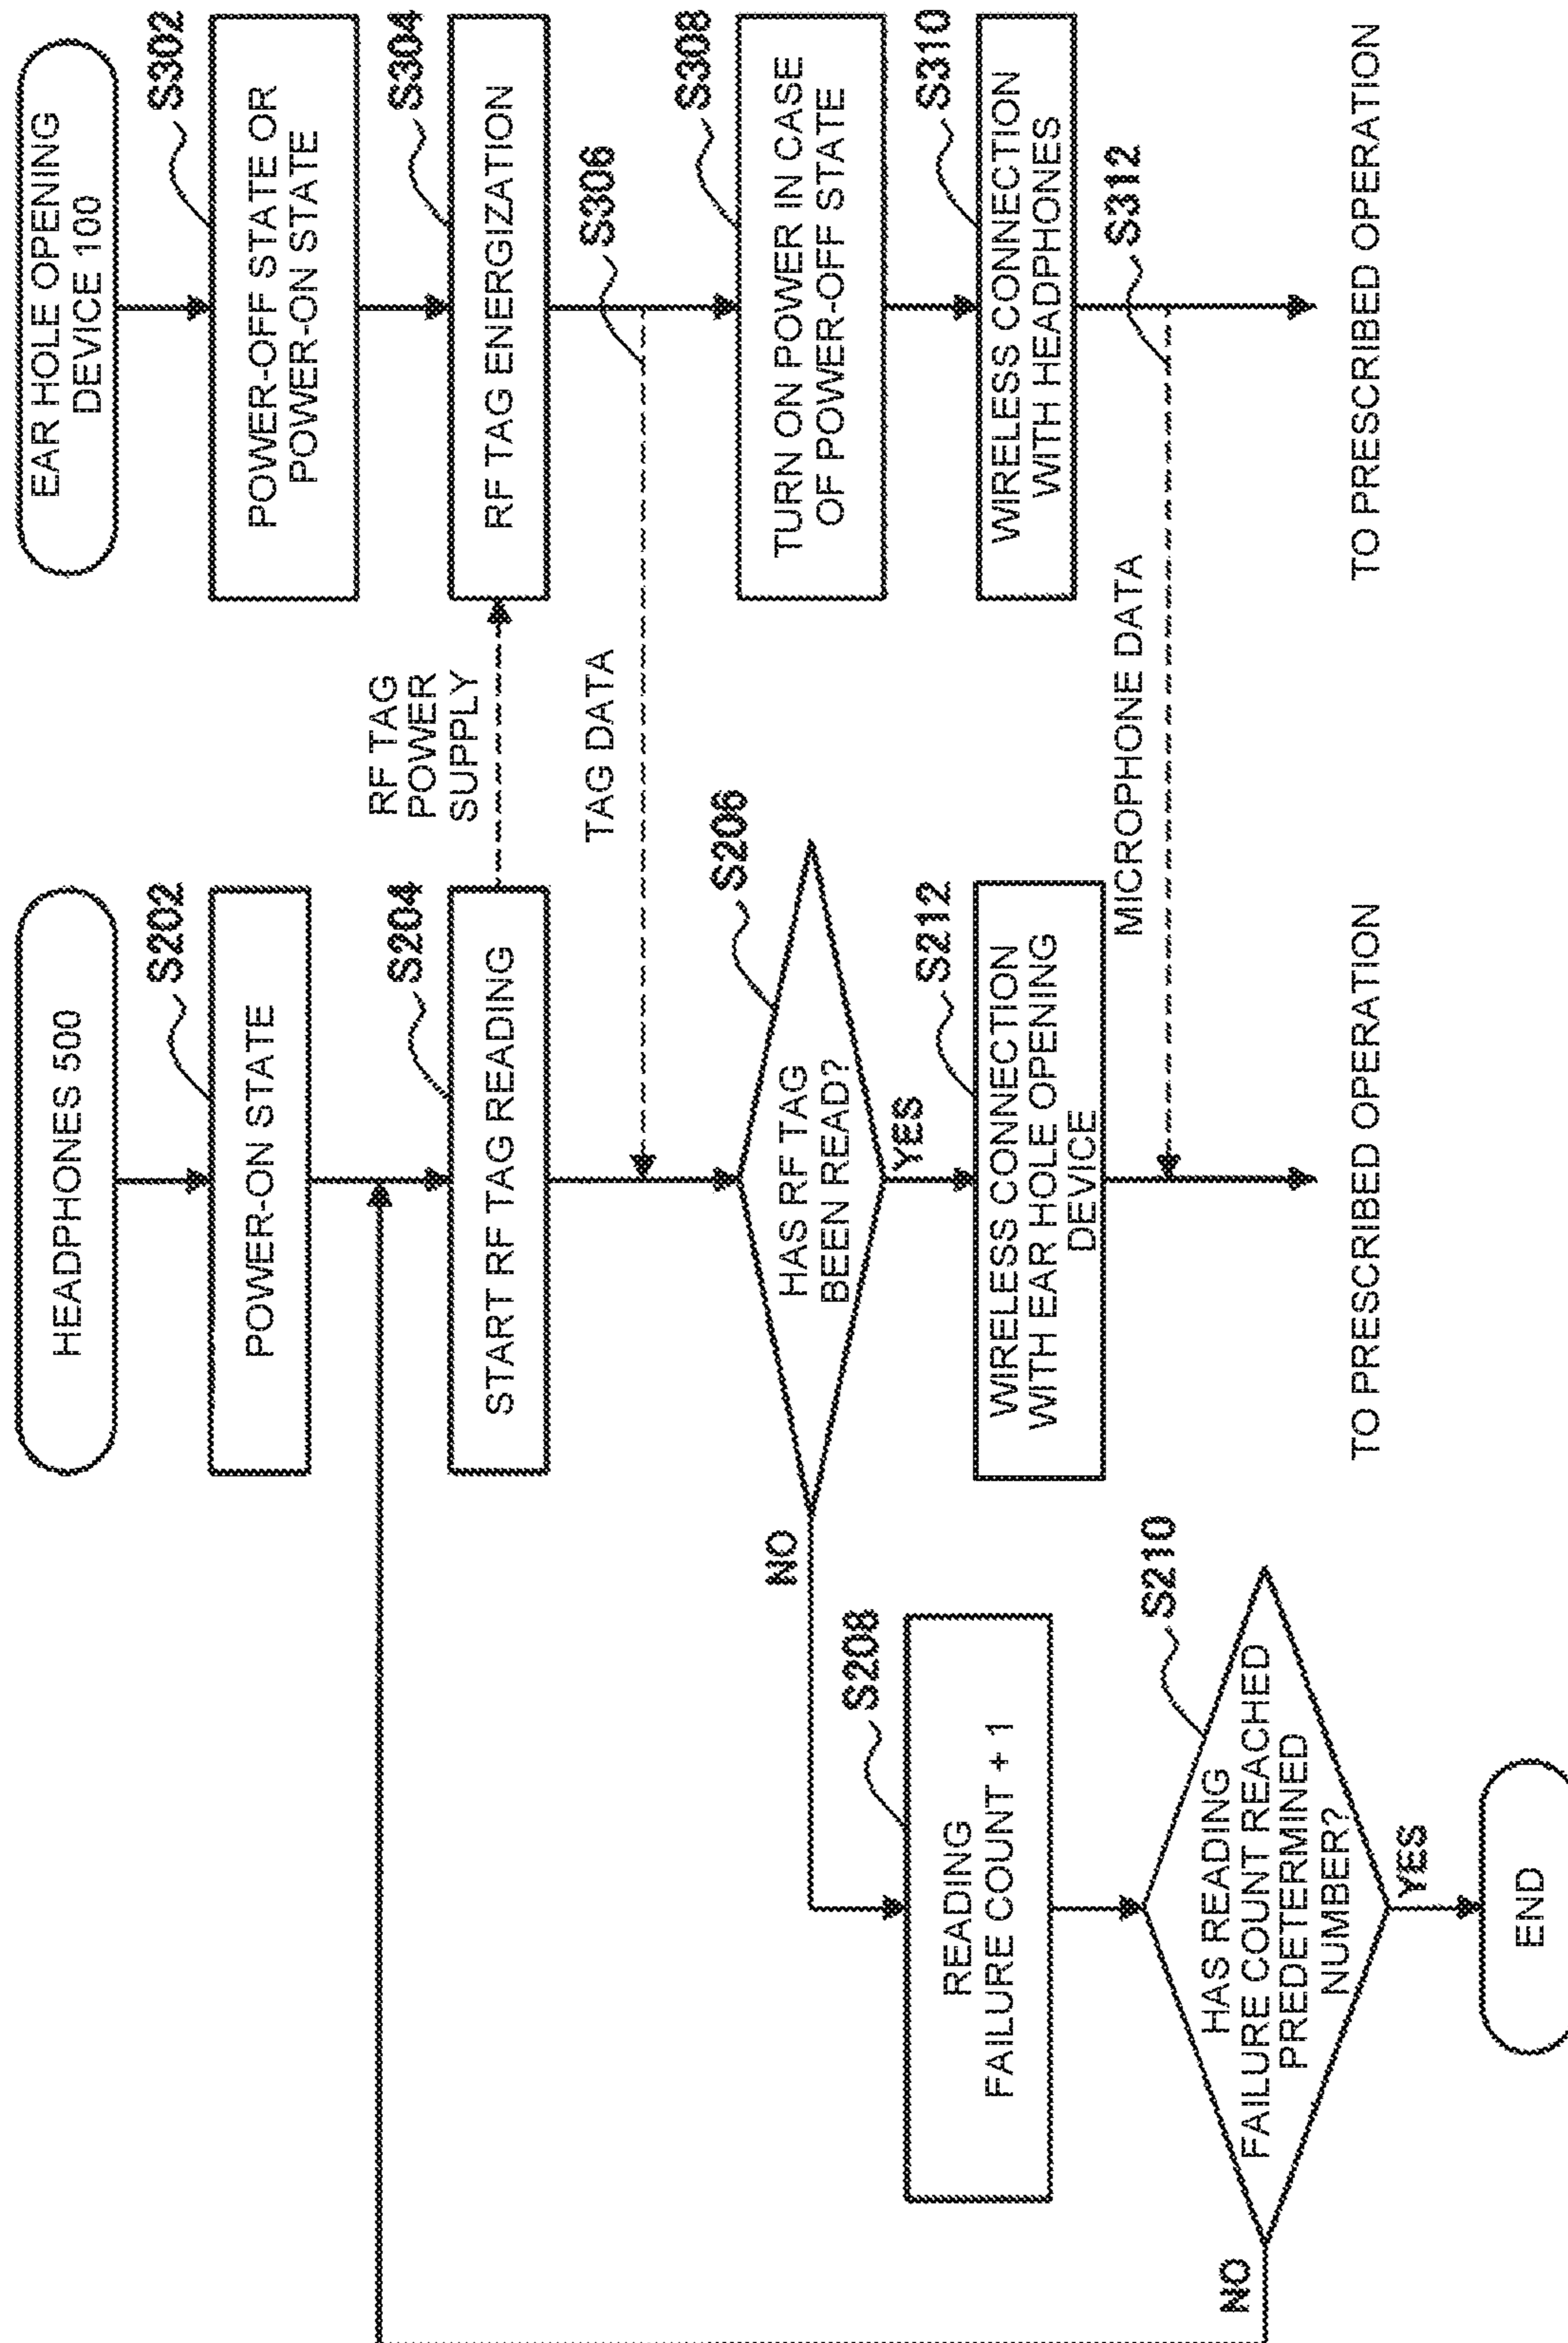 HEADPHONES 500
S202
POWER-ON STATE
S204
START RF TAG READING
RF TAG
POWER
SUPPLY
TAG DATA
S206
HAS RF TAG
BEEN READ?
NO
YES
S208
READING
FAILURE COUNT + 1
S210
HAS READING
FAILURE COUNT REACHED
PREDETERMINED
NUMBER?
NO
YES
END
S212
WIRELESS CONNECTION
WITH EAR HOLE OPENING
DEVICE
MICROPHONE DATA
TO PRESCRIBED OPERATION
EAR HOLE OPENING
DEVICE 100
S302
POWER-OFF STATE OR
POWER-ON STATE
S304
RF TAG ENERGIZATION
S306
S308
TURN ON POWER IN CASE
OF POWER-OFF STATE
S310
WIRELESS CONNECTION
WITH HEADPHONES
S312
TO PRESCRIBED OPERATION